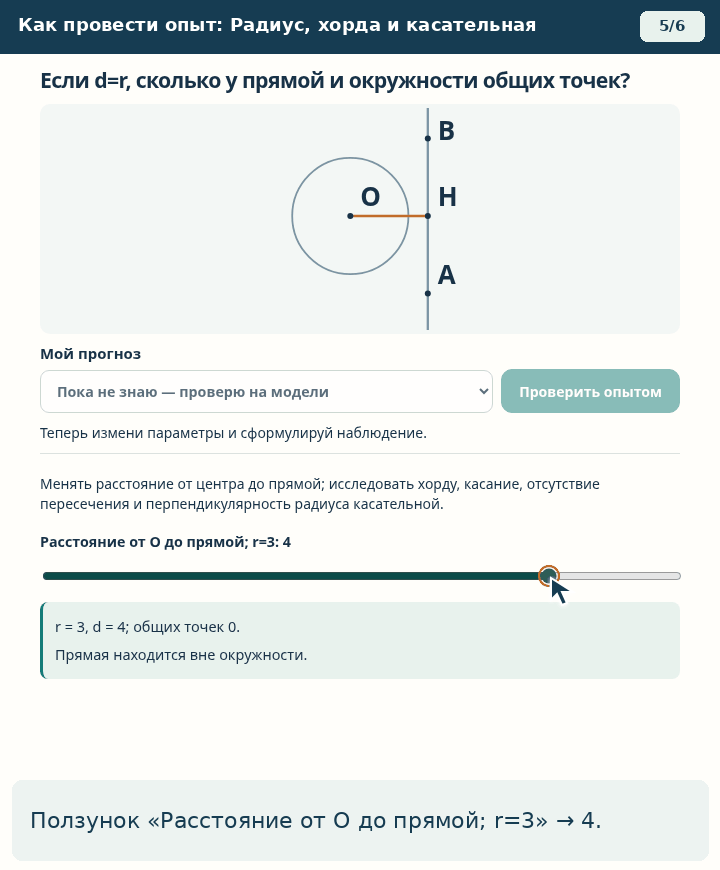 Как провести опыт: Радиус, хорда и касательная
5/6
Если d=r, сколько у прямой и окружности общих точек?
B
O
H
A
Мой прогноз
Пока не знаю — проверю на модели
Проверить опытом
Теперь измени параметры и сформулируй наблюдение.
Менять расстояние от центра до прямой; исследовать хорду, касание, отсутствие
пересечения и перпендикулярность радиуса касательной.
Расстояние от O до прямой; r=3: 4
r = 3, d = 4; общих точек 0.
Прямая находится вне окружности.
Ползунок «Расстояние от O до прямой; r=3» → 4.